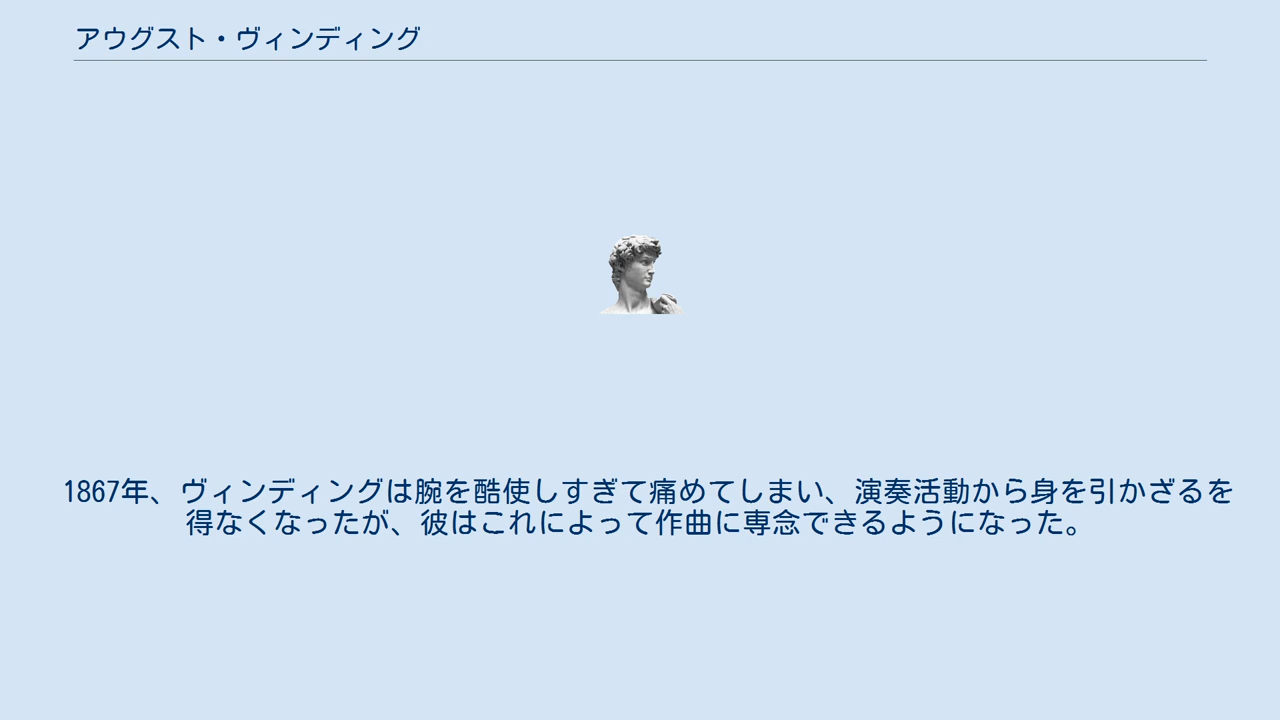 アウグスト・ヴィンディング
1867年、ヴィンディングは腕を酷使しすぎて痛めてしまい、演奏活動から身を引かざるを
得なくなったが、彼はこれによって作曲に専念できるようになった。